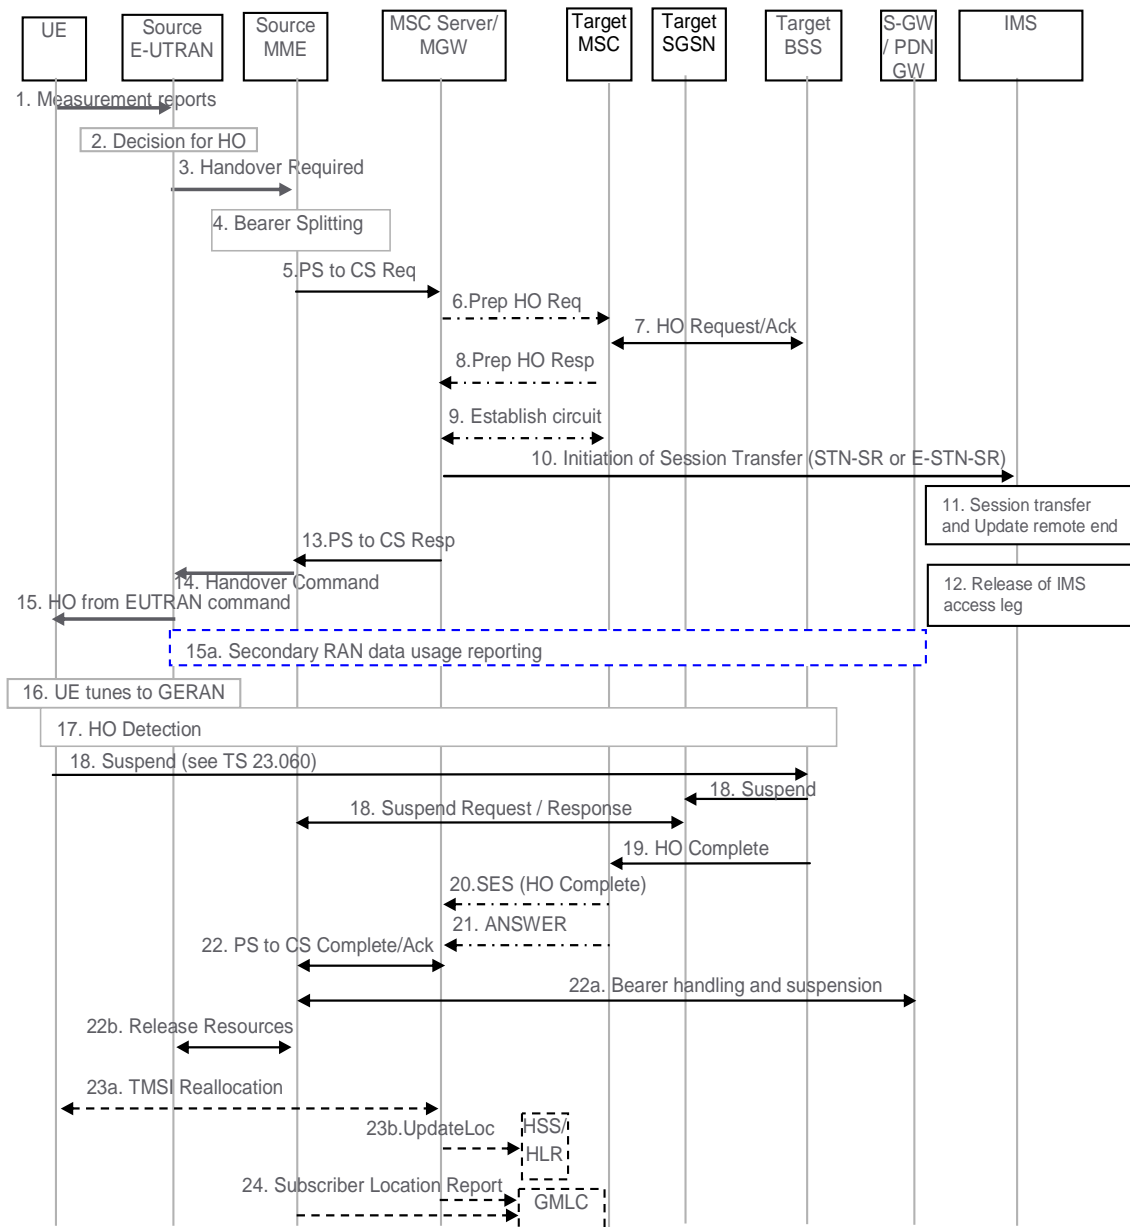 UE
Source
E-UTRAN
Source
MME
MSC Server/
MGW
Target
MSC
Target
SGSN
Target
BSS
S-GW
/ PDN
GW
IMS
1. Measurement reports
2. Decision for HO
3. Handover Required
4. Bearer Splitting
5.PS to CS Req
6.Prep HO Req
7. HO Request/Ack
8.Prep HO Resp
9. Establish circuit
10. Initiation of Session Transfer (STN-SR or E-STN-SR)
11. Session transfer
and Update remote end
13.PS to CS Resp
14. Handover Command
12. Release of IMS
access leg
15. HO from EUTRAN command
15a. Secondary RAN data usage reporting
16. UE tunes to GERAN
17. HO Detection
18. Suspend (see TS 23.060)
18. Suspend
18. Suspend Request / Response
19. HO Complete
20.SES (HO Complete)
21. ANSWER
22. PS to CS Complete/Ack
22a. Bearer handling and suspension
22b. Release Resources
23a. TMSI Reallocation
23b.UpdateLoc
HSS/
HLR
24. Subscriber Location Report
GMLC